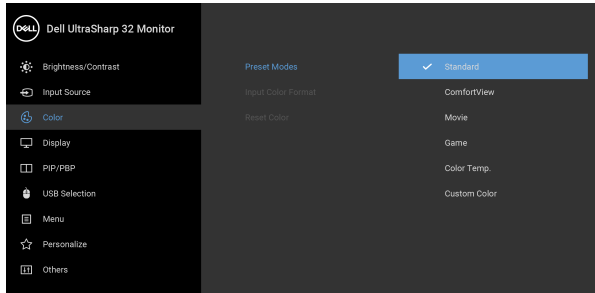 DELL Dell UltraSharp 32 Monitor
Brightness/Contrast
Input Source
Color
Display
PIP/PBP
USB Selection
Menu
Personalize
Others
Preset Modes
Input Color Format
Reset Color
Standard
ComfortView
Movie
Game
Color Temp.
Custom Color